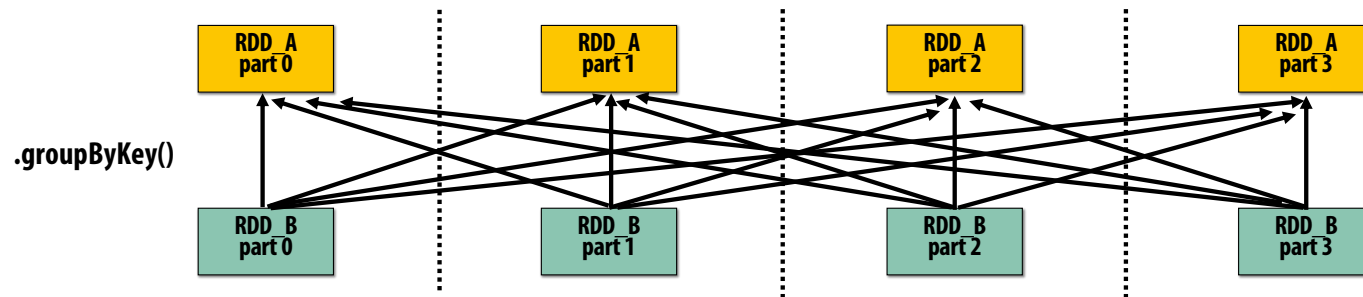 RDD_A RDD_A RDD_A RDD_A
part 0 part 1 part 2 part 3
.groupByKey()
RDD_B RDD_B RDD_B RDD_B
part 0 part 1 part 2 part 3